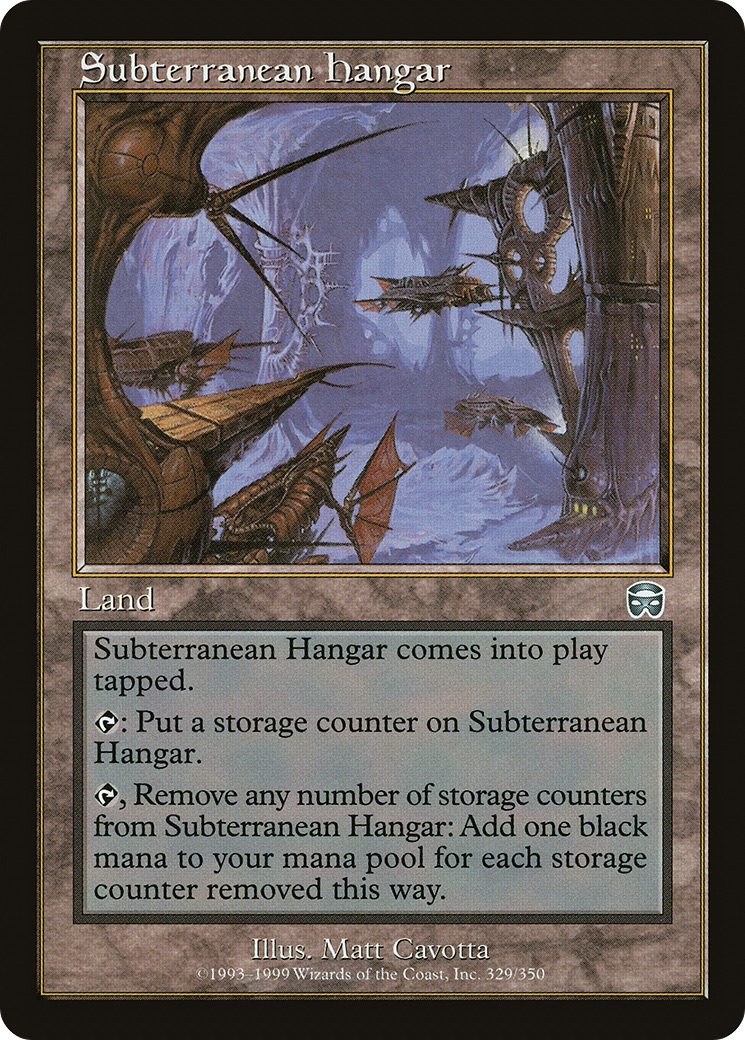 Subterranean Hangar
Land
Subterranean Hangar comes into play
tapped.
: Put a storage counter on Subterranean
Hangar.
, Remove any number of storage counters
from Subterranean Hangar: Add one black
mana to your mana pool for each storage
counter removed this way.
Illus. Matt Cavotta
©1993–1999 Wizards of the Coast, Inc. 329/350